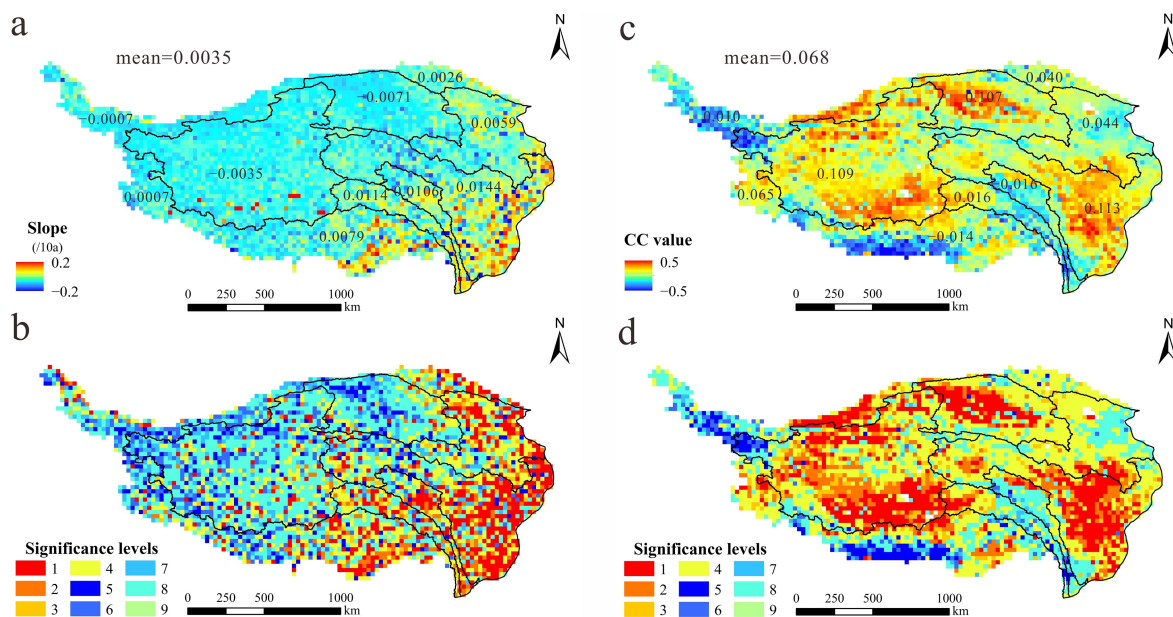 a
N
mean=0.0035
0.0026
−0.0071
−0.0007
0.0059
−0.0035
0.0106
0.0144
0.0007
0.0114
0.0079
Slope
(/10a)
0.2
−0.2
0 250 500 1000
km
c
N
mean=0.068
0.040
0.107
0.010
0.044
0.109
−0.016
0.065
0.016
0.113
−0.014
CC value
0.5
−0.5
0 250 500 1000
km
b
N
Significance levels
1 4 7
2 5 8
3 6 9
0 250 500 1000
km
d
N
Significance levels
1 4 7
2 5 8
3 6 9
0 250 500 1000
km